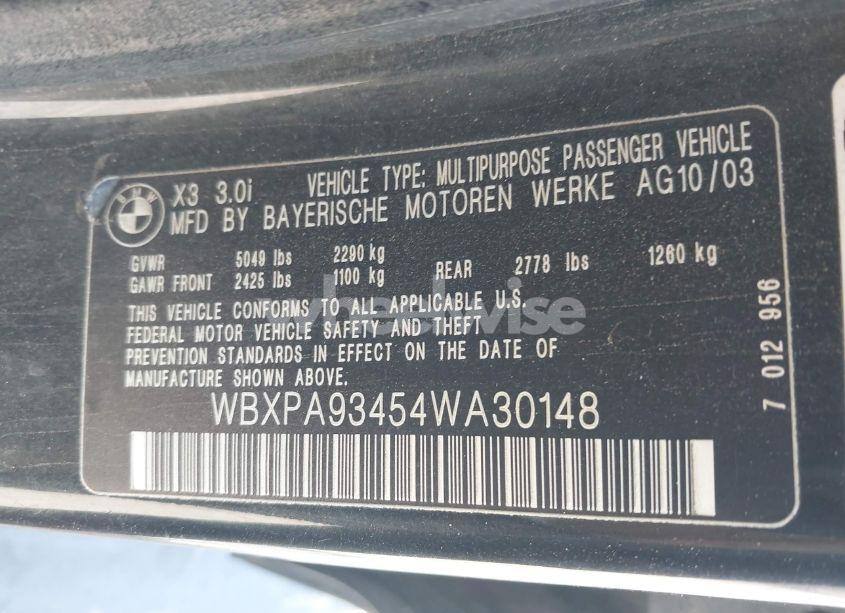 BMW
X3 3.0i VEHICLE TYPE: MULTIPURPOSE PASSENGER VEHICLE
MFD BY BAYERISCHE MOTOREN WERKE AG10/03
GVWR 5049 lbs 2290 kg
GAWR FRONT 2425 lbs 1100 kg REAR 2778 lbs 1260 kg
THIS VEHICLE CONFORMS TO ALL APPLICABLE U.S.
FEDERAL MOTOR VEHICLE SAFETY AND THEFT
PREVENTION STANDARDS IN EFFECT ON THE DATE OF
MANUFACTURE SHOWN ABOVE.
WBXPA93454WA30148
7 012 956
wheelwise